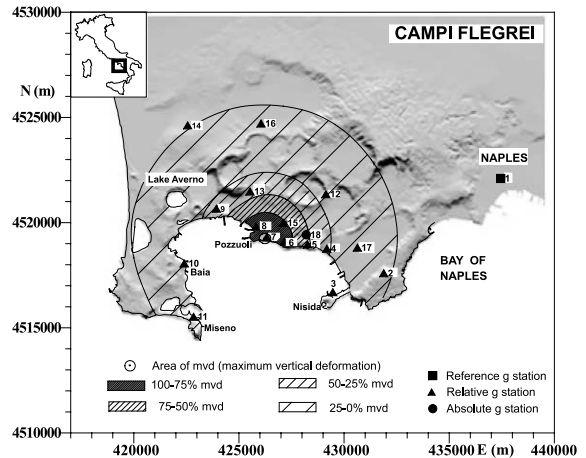 4530000
CAMPI FLEGREI
N (m)
4525000
14
16
NAPLES
1
Lake Averno
13
12
9
4520000
15
8
18
Pozzuoli
7
6
5
4
17
BAY OF
NAPLES
10
Baia
2
3
Nisida
11
Miseno
4515000
Area of mvd (maximum vertical deformation)
100-75% mvd
50-25% mvd
75-50% mvd
25-0% mvd
Reference g station
Relative g station
Absolute g station
4510000
420000
425000
430000
435000
E (m)
440000